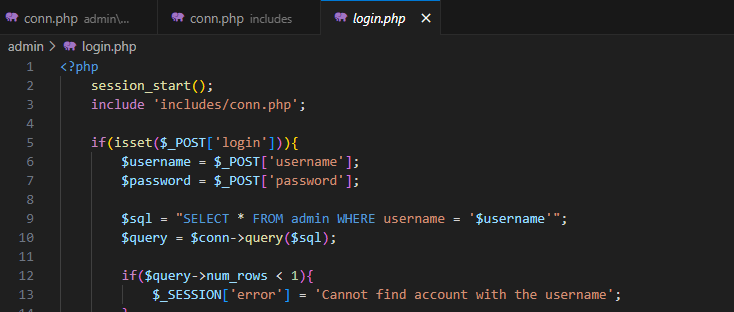 conn.php admin\... conn.php includes login.php
admin > login.php
1 <?php
2 session_start();
3 include 'includes/conn.php';
4
5 if(isset($_POST['login'])){
6 $username = $_POST['username'];
7 $password = $_POST['password'];
8
9 $sql = "SELECT * FROM admin WHERE username = '$username'";
10 $query = $conn->query($sql);
11
12 if($query->num_rows < 1){
13 $_SESSION['error'] = 'Cannot find account with the username';
14 }